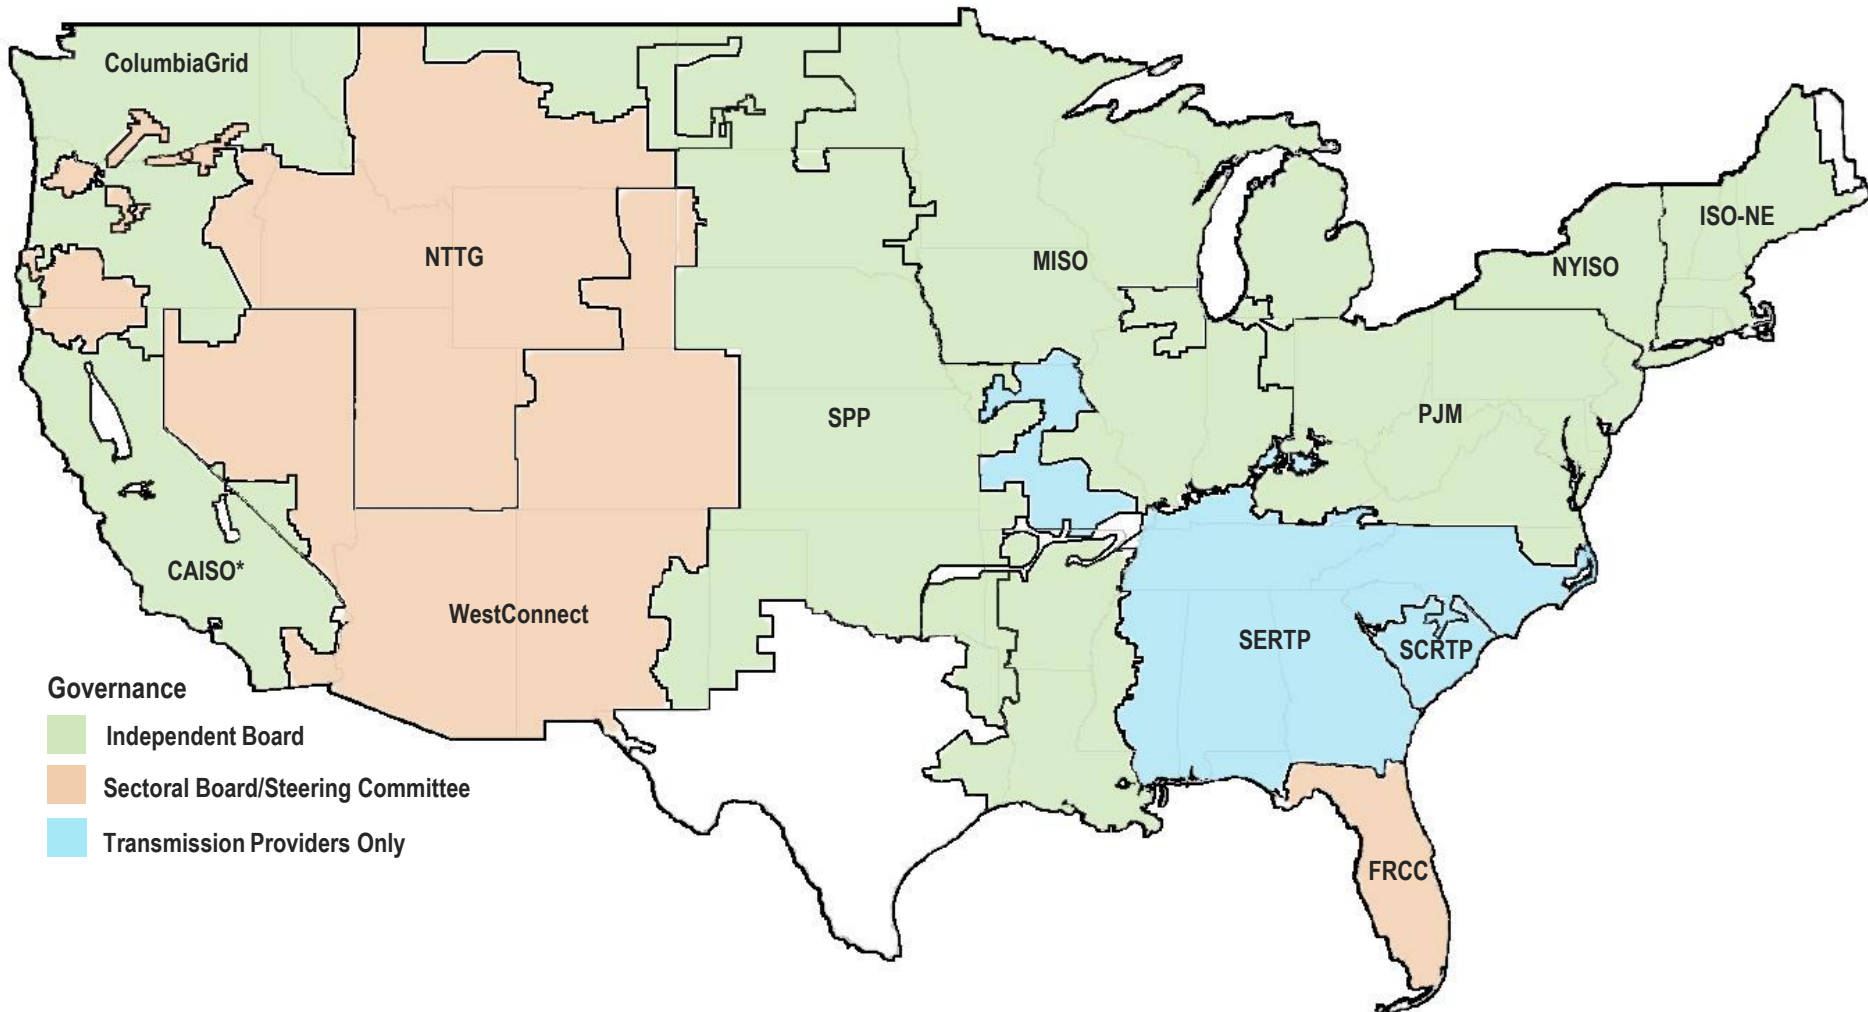 ColumbiaGrid
ISO-NE
NTTG
MISO
NYISO
SPP
PJM
CAISO*
WestConnect
SERTP
SCRTP
Governance
Independent Board
Sectoral Board/Steering Committee
Transmission Providers Only
FRCC